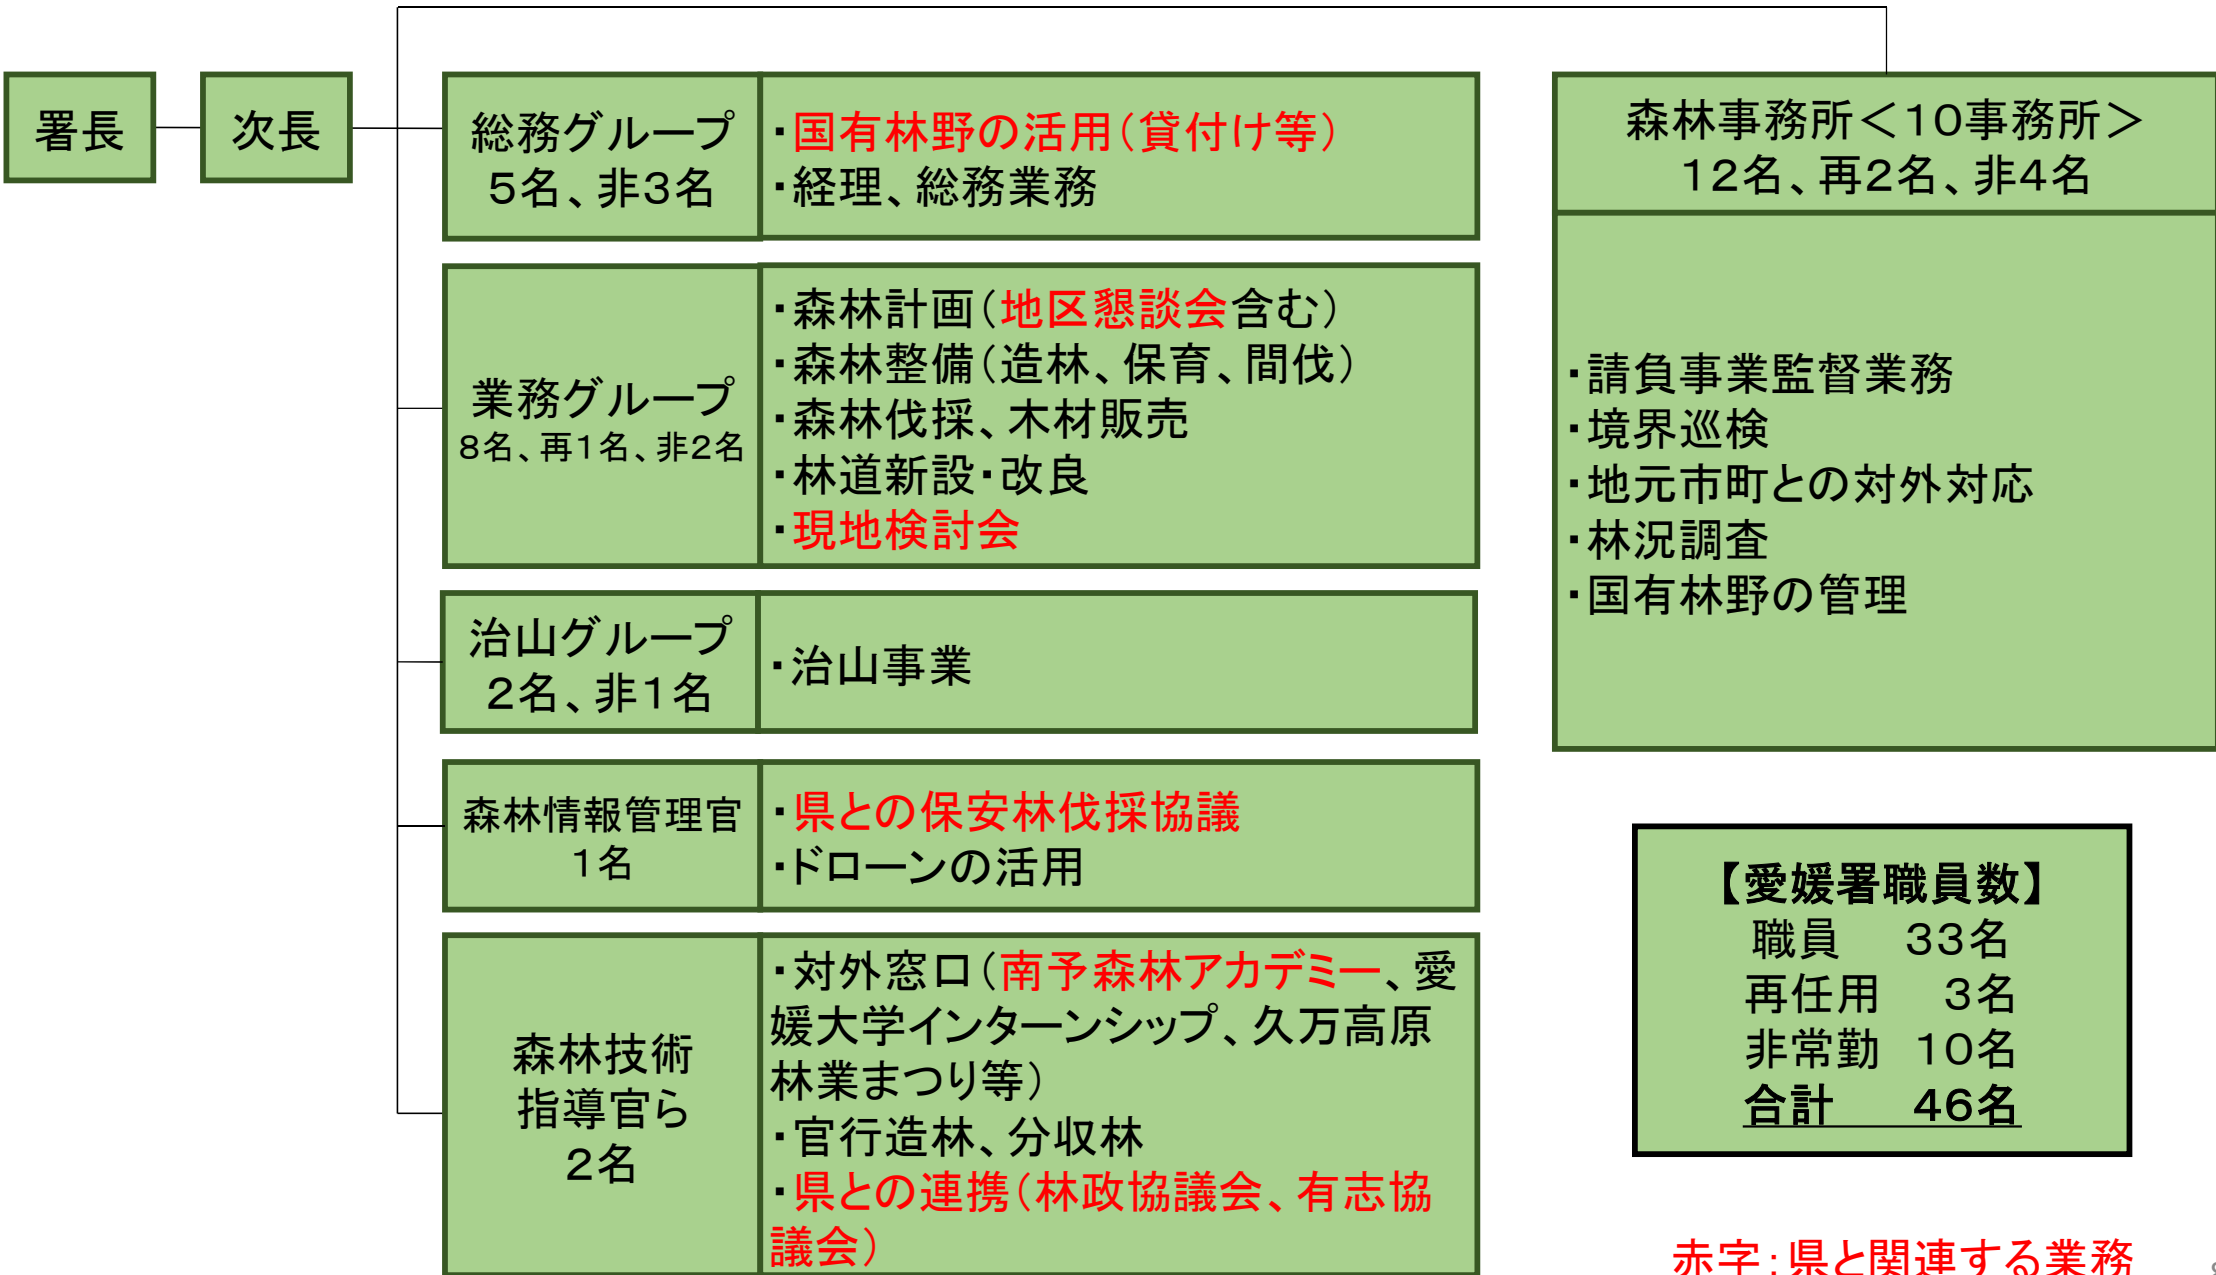 署長
次長
総務グループ
5名、非3名
・国有林野の活用(貸付け等)
・経理、総務業務
業務グループ
8名、再1名、非2名
・森林計画(地区懇談会含む)
・森林整備(造林、保育、間伐)
・森林伐採、木材販売
・林道新設・改良
・現地検討会
治山グループ
2名、非1名
・治山事業
森林情報管理官
1名
・県との保安林伐採協議
・ドローンの活用
森林技術
指導官ら
2名
・対外窓口(南予森林アカデミー、愛
媛大学インターンシップ、久万高原
林業まつり等)
・官行造林、分収林
・県との連携(林政協議会、有志協
議会)
森林事務所<10事務所>
12名、再2名、非4名
・請負事業監督業務
・境界巡検
・地元市町との対外対応
・林況調査
・国有林野の管理
【愛媛署職員数】
職員 33名
再任用 3名
非常勤 10名
合計 46名
赤字:県と関連する業務